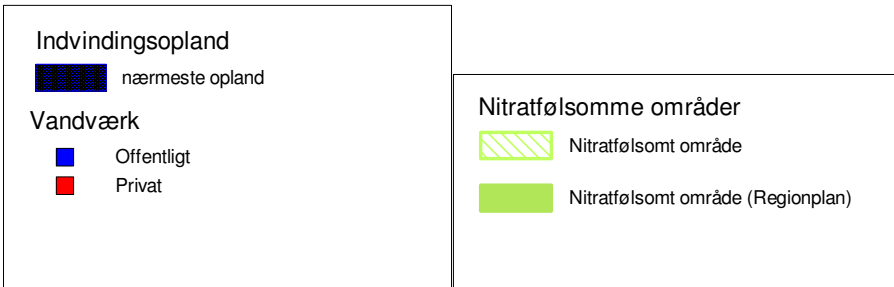 Indvindingsopland
nærmeste opland
Vandværk
Offentligt
Privat
Nitratfølsomme områder
Nitratfølsomt område
Nitratfølsomt område (Regionplan)